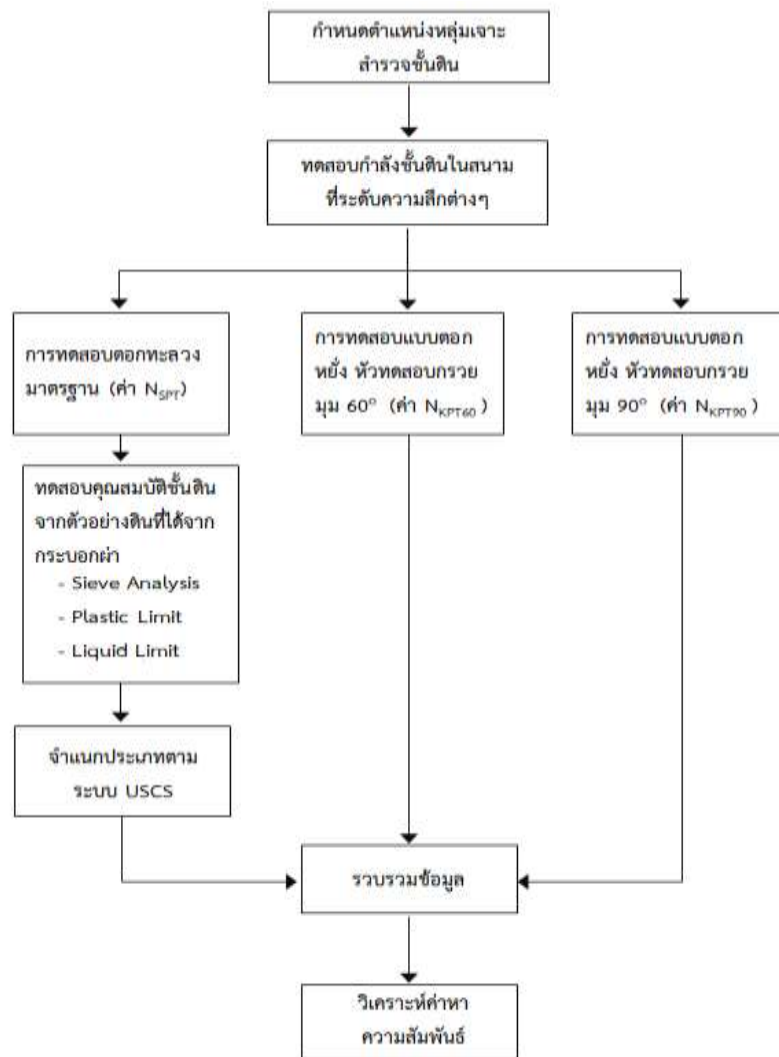 กำหนดตำแหน่งหลุ่มเจาะ
สำรวจชั้นดิน
ทดสอบกำลังชั้นดินในสนาม
ที่ระดับความลึกต่างๆ
การทดสอบตอกทะลวง
มาตรฐาน (ค่า N_SPT)
การทดสอบแบบตอก
หยั่ง หัวทดสอบกรวย
มุม 60° (ค่า N_KPT60 )
การทดสอบแบบตอก
หยั่ง หัวทดสอบกรวย
มุม 90° (ค่า N_KPT90 )
ทดสอบคุณสมบัติชั้นดิน
จากตัวอย่างดินที่ได้จาก
กระบอกผ่า
- Sieve Analysis
- Plastic Limit
- Liquid Limit
จำแนกประเภทตาม
ระบบ USCS
รวบรวมข้อมูล
วิเคราะห์ค่าหา
ความสัมพันธ์